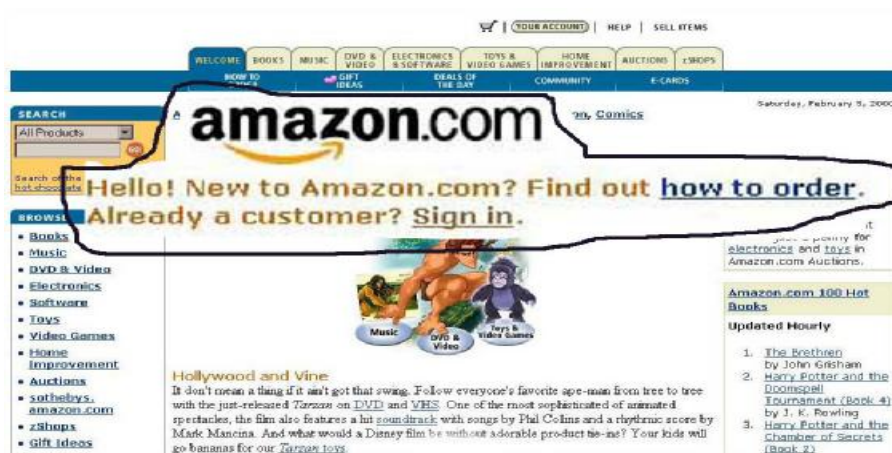 YOUR ACCOUNT | HELP | SELL ITEMS
WELCOME BOOKS MUSIC DVD & VIDEO ELECTRONICS & SOFTWARE TOYS & VIDEO GAMES HOME IMPROVEMENT AUCTIONS zSHOPS
HOW TO GIFT IDEAS DEALS OF THE DAY COMMUNITY E-CARDS
Saturday, February 5,
SEARCH
All Products
GO!
Search of the
hot chocolate
amazon.com
Comics
Hello! New to Amazon.com? Find out how to order.
Already a customer? Sign in.
BROWSE
• Books
• Music
• DVD & Video
• Electronics
• Software
• Toys
• Video Games
• Home
Improvement
• Auctions
• sothebys.
amazon.com
• zShops
• Gift Ideas
Music
DVD & Video
Toys & Video Games
Hollywood and Vine
It don't mean a thing if it ain't got that swing. Follow everyone's favorite ape-man from tree to tree
with the just-released Tarzan on DVD and VHS. One of the most sophisticated of animated
spectacles, the film also features a hit soundtrack with songs by Phil Collins and a rhythmic score by
Mark Mancina. And what would a Disney film be without adorable product tie-ins? Your kids will
go bananas for our Tarzan toys.
a penny for
electronics and toys in
Amazon.com Auctions.
Amazon.com 100 Hot
Books
Updated Hourly
1. The Brethren
by John Grisham
2. Harry Potter and the
Doomspell
Tournament (Book 4)
by J. K. Rowling
3. Harry Potter and the
Chamber of Secrets
(Book 2)